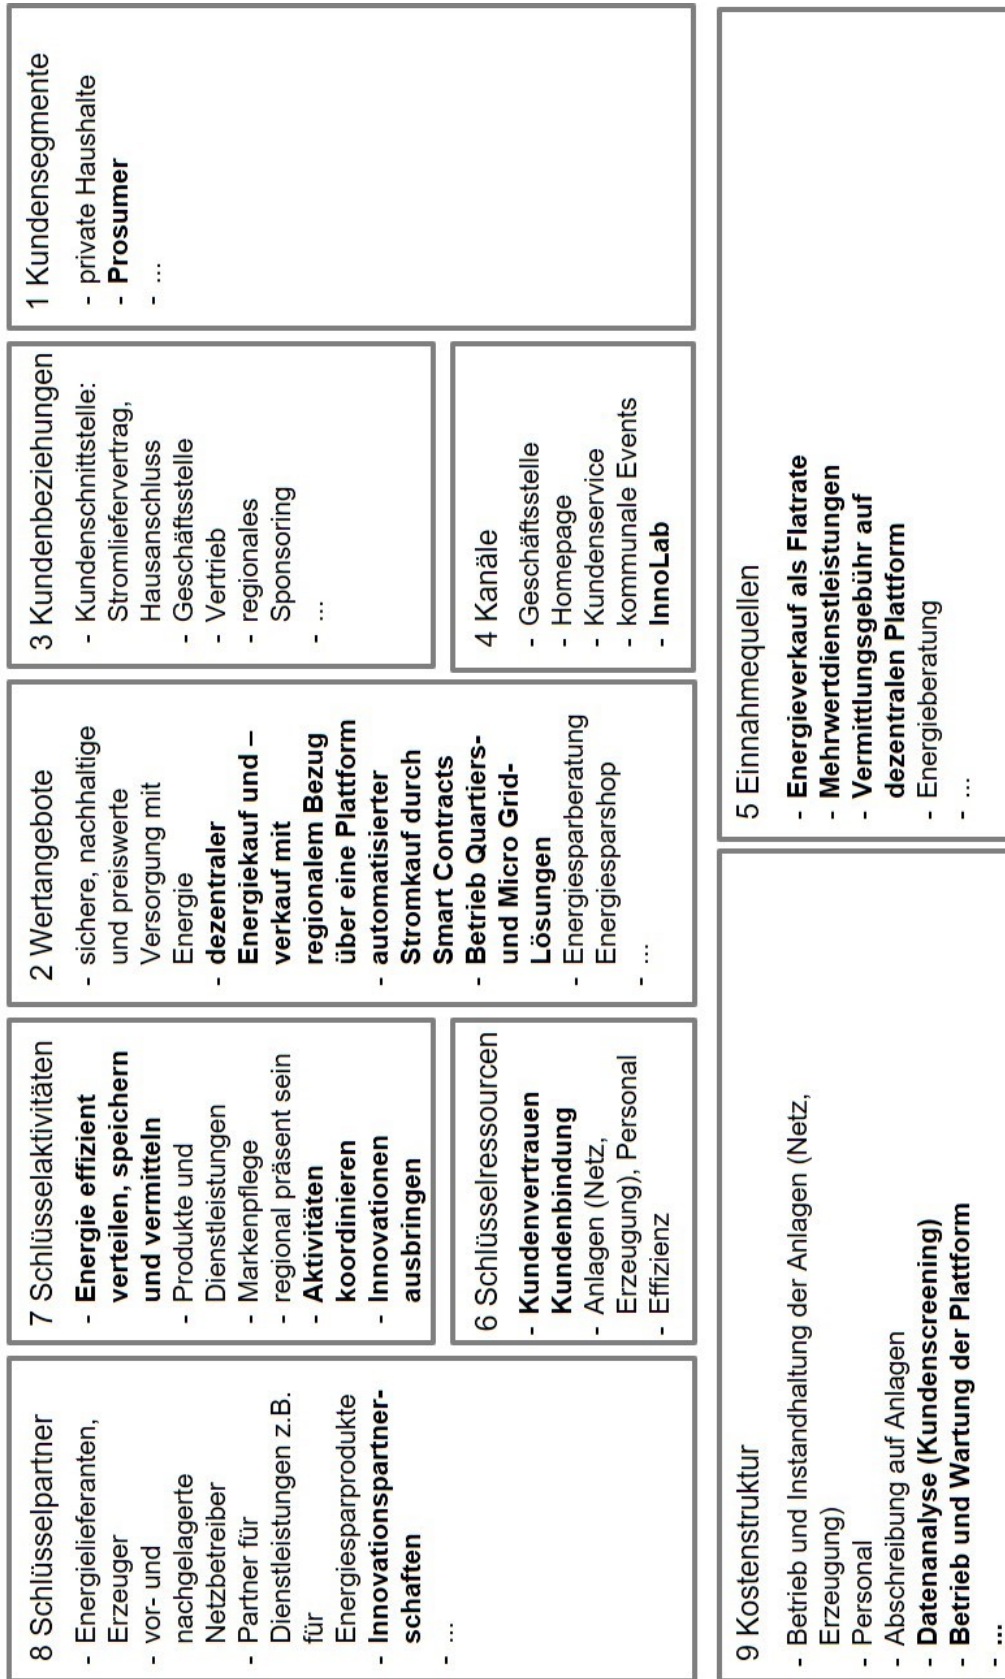 8 Schlüsselpartner
- Energielieferanten,
Erzeuger
- vor- und
nachgelagerte
Netzbetreiber
- Partner für
Dienstleistungen z.B.
für
Energiesparprodukte
- Innovationspartner-
schaften
- ...
7 Schlüsselaktivitäten
- Energie effizient
verteilen, speichern
und vermitteln
- Produkte und
Dienstleistungen
- Markenpflege
- regional präsent sein
- Aktivitäten
koordinieren
- Innovationen
ausbringen
6 Schlüsselressourcen
- Kundenvertrauen
Kundenbindung
- Anlagen (Netz,
Erzeugung), Personal
- Effizienz
2 Wertangebote
- sichere, nachhaltige
und preiswerte
Versorgung mit
Energie
- dezentraler
Energiekauf und –
verkauf mit
regionalem Bezug
über eine Plattform
- automatisierter
Stromkauf durch
Smart Contracts
- Betrieb Quartiers-
und Micro Grid-
Lösungen
- Energiesparberatung
Energiesparshop
- ...
3 Kundenbeziehungen
- Kundenschnittstelle:
Stromliefervertrag,
Hausanschluss
- Geschäftsstelle
- Vertrieb
- regionales
Sponsoring
- ...
4 Kanäle
- Geschäftsstelle
- Homepage
- Kundenservice
- kommunale Events
- InnoLab
1 Kundensegmente
- private Haushalte
- Prosumer
- ...
9 Kostenstruktur
- Betrieb und Instandhaltung der Anlagen (Netz,
Erzeugung)
- Personal
- Abschreibung auf Anlagen
- Datenanalyse (Kundenscreening)
- Betrieb und Wartung der Plattform
- ...
5 Einnahmequellen
- Energieverkauf als Flatrate
- Mehrwertdienstleistungen
- Vermittlungsgebühr auf
dezentralen Plattform
- Energieberatung
- ...